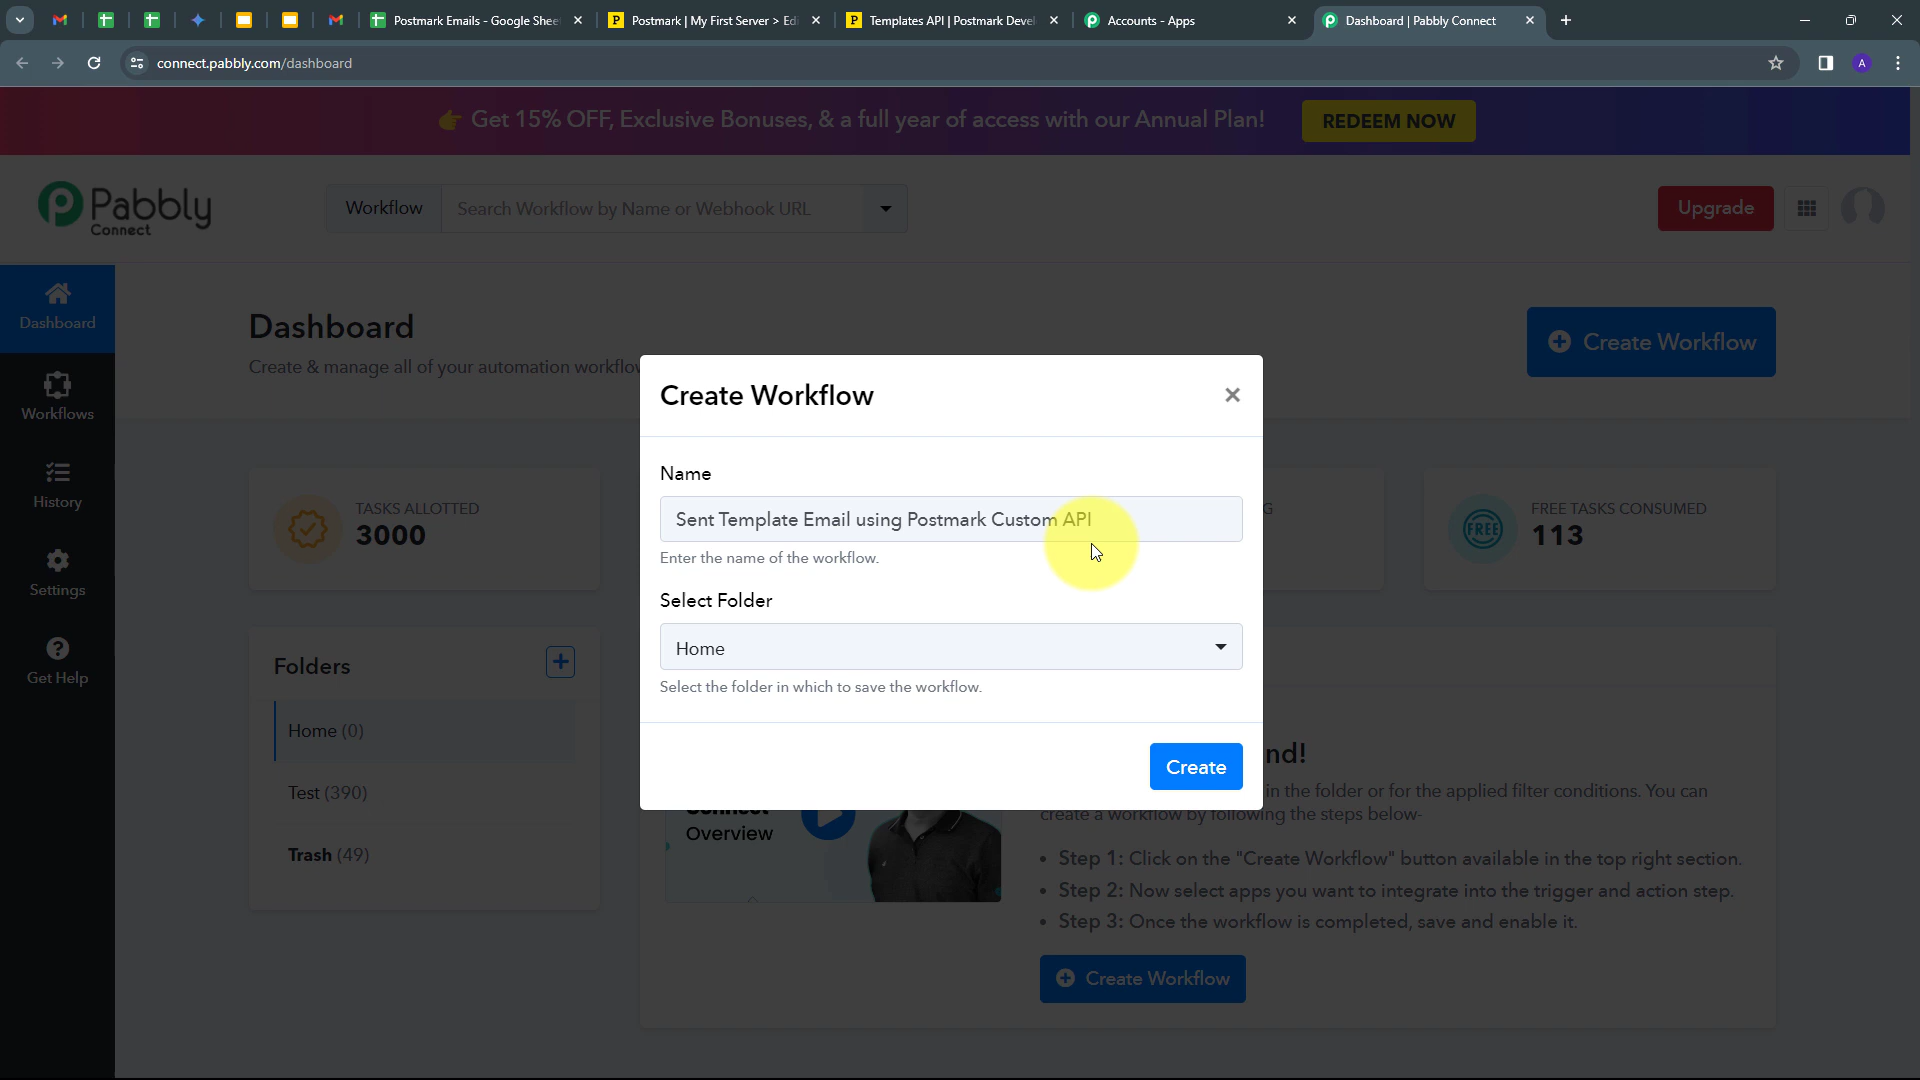 Postmark Emails - Google Shee
Postmark | My First Server > Ed
Templates API | Postmark Devel
Accounts - Apps
Dashboard | Pabbly Connect
connect.pabbly.com/dashboard
A
Get 15% OFF, Exclusive Bonuses, & a full year of access with our Annual Plan!
REDEEM NOW
Pabbly
Connect
Workflow
Search Workflow by Name or Webhook URL
Upgrade
Dashboard
Workflows
History
Settings
Get Help
Dashboard
Create & manage all of your automation workflow
Create Workflow
TASKS ALLOTTED
3000
G
FREE
FREE TASKS CONSUMED
113
Folders
Home (0)
Test (390)
Trash (49)
Create Workflow
Name
Sent Template Email using Postmark Custom API
Enter the name of the workflow.
Select Folder
Home
Select the folder in which to save the workflow.
Create
Connect
Overview
nd!
in the folder or for the applied filter conditions. You can
create a workflow by following the steps below-
• Step 1: Click on the "Create Workflow" button available in the top right section.
• Step 2: Now select apps you want to integrate into the trigger and action step.
• Step 3: Once the workflow is completed, save and enable it.
Create Workflow